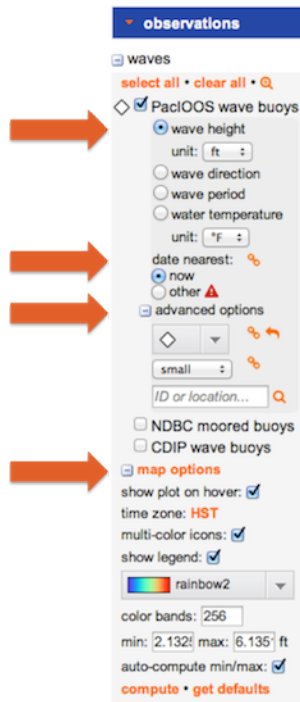 observations
waves
select all • clear all •
PacIOOS wave buoys
wave height
unit: ft
wave direction
wave period
water temperature
unit: °F
date nearest:
now
other
advanced options
small
ID or location...
NDBC moored buoys
CDIP wave buoys
map options
show plot on hover:
time zone: HST
multi-color icons:
show legend:
rainbow2
color bands: 256
min: 2.132 max: 6.135 ft
auto-compute min/max:
compute • get defaults